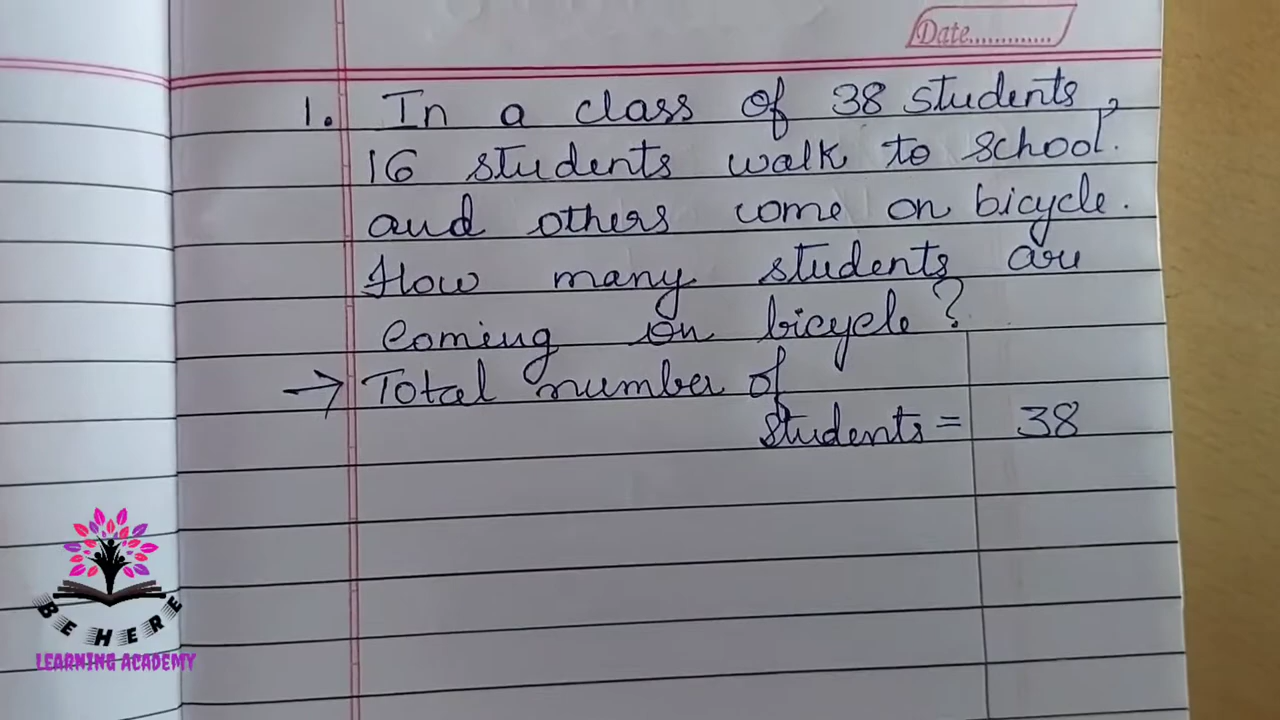 Date.............
1. In a class of 38 students,
16 students walk to school.
and others come on bicycle.
How many students are
coming on bicycle?
→ Total number of
students = 38
BE HERE
LEARNING ACADEMY